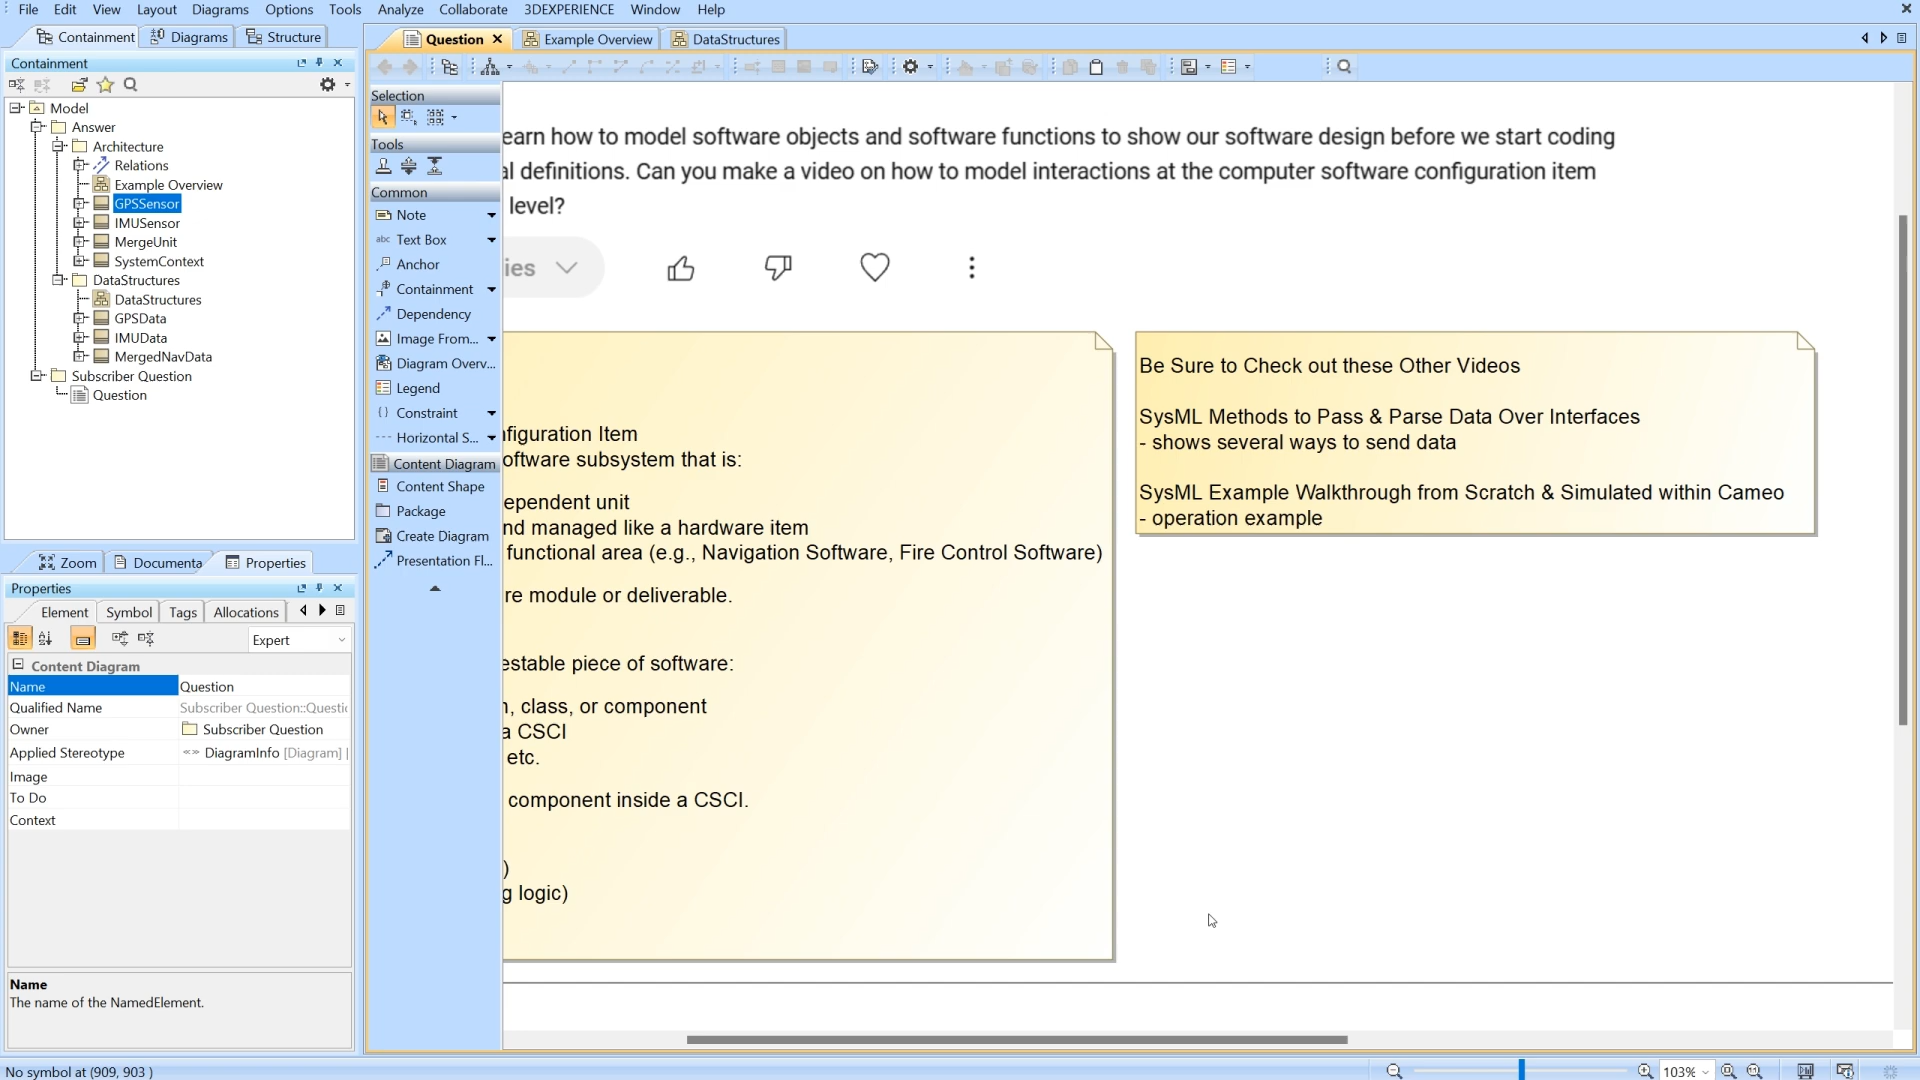 File Edit View Layout Diagrams Options Tools Analyze Collaborate 3DEXPERIENCE Window Help
Containment Diagrams Structure
Question Example Overview DataStructures
Containment
Model
Answer
Architecture
Relations
Example Overview
GPSSensor
IMUSensor
MergeUnit
SystemContext
DataStructures
DataStructures
GPSData
IMUData
MergedNavData
Subscriber Question
Question
Zoom Documenta Properties
Properties
Element Symbol Tags Allocations
Expert
Content Diagram
Name Question
Qualified Name Subscriber Question::Questic
Owner Subscriber Question
Applied Stereotype «» DiagramInfo [Diagram] |
Image
To Do
Context
Name
The name of the NamedElement.
No symbol at (909, 903 )
Selection
Tools
Common
Note
abc Text Box
Anchor
Containment
Dependency
Image From...
Diagram Overv...
Legend
{} Constraint
Horizontal S...
Content Diagram
Content Shape
Package
Create Diagram
Presentation Fl...
earn how to model software objects and software functions to show our software design before we start coding
al definitions. Can you make a video on how to model interactions at the computer software configuration item
level?
ies
nfiguration Item
oftware subsystem that is:
ependent unit
nd managed like a hardware item
functional area (e.g., Navigation Software, Fire Control Software)
re module or deliverable.
estable piece of software:
n, class, or component
a CSCI
etc.
component inside a CSCI.
)
g logic)
Be Sure to Check out these Other Videos
SysML Methods to Pass & Parse Data Over Interfaces
- shows several ways to send data
SysML Example Walkthrough from Scratch & Simulated within Cameo
- operation example
103%